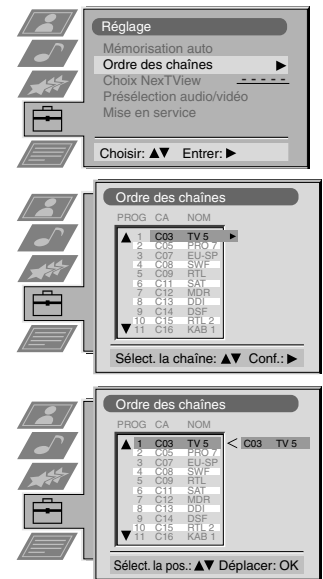 Réglage
Mémorisation auto
Ordre des chaînes
Choix NexTView - - - - -
Présélection audio/vidéo
Mise en service
Choisir: ▲▼ Entrer: ▶
Ordre des chaînes
PROG CA NOM
1 C03 TV 5
2 C05 PRO 7
3 C07 EU-SP
4 C08 SWF
5 C09 RTL
6 C11 SAT
7 C12 MDR
8 C13 DDI
9 C14 DSF
10 C15 RTL 2
11 C16 KAB 1
Sélect. la chaîne: ▲▼ Conf.: ▶
Ordre des chaînes
PROG CA NOM
1 C03 TV 5 < C03 TV 5
2 C05 PRO 7
3 C07 EU-SP
4 C08 SWF
5 C09 RTL
6 C11 SAT
7 C12 MDR
8 C13 DDI
9 C14 DSF
10 C15 RTL 2
11 C16 KAB 1
Sélect. la pos.: ▲▼ Déplacer: OK